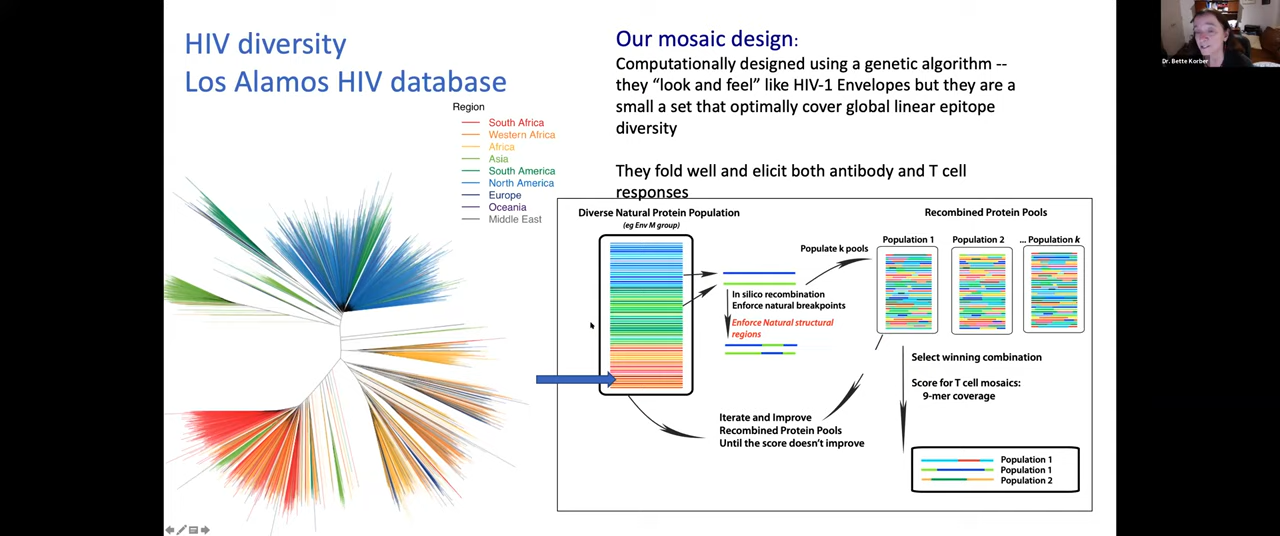 HIV diversity
Los Alamos HIV database
Region
South Africa
Western Africa
Africa
Asia
South America
North America
Europe
Oceania
Middle East
Our mosaic design:
Computationally designed using a genetic algorithm --
they “look and feel” like HIV-1 Envelopes but they are a
small a set that optimally cover global linear epitope
diversity
They fold well and elicit both antibody and T cell
responses
Diverse Natural Protein Population
(eg Env M group)
Recombined Protein Pools
Populate k pools
Population 1
Population 2
... Population k
In silico recombination
Enforce natural breakpoints
Enforce Natural structural
regions
Select winning combination
Score for T cell mosaics:
9-mer coverage
Iterate and Improve
Recombined Protein Pools
Until the score doesn't improve
Population 1
Population 1
Population 2
Dr. Bette Korber